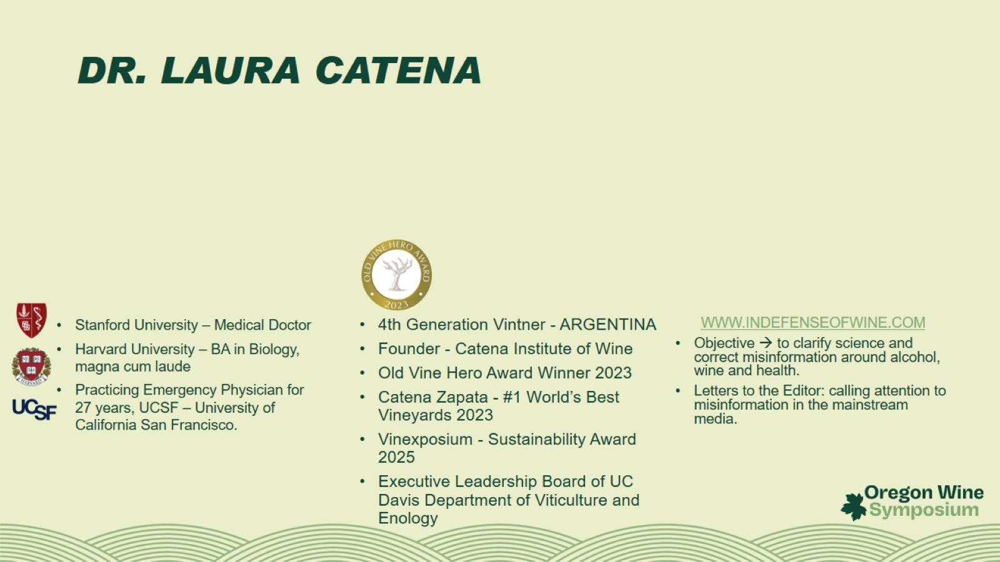 DR. LAURA CATENA
OLD VINE HERO AWARD
2023
• Stanford University – Medical Doctor
• Harvard University – BA in Biology,
magna cum laude
• Practicing Emergency Physician for
27 years, UCSF – University of
California San Francisco.
HARVARD
UCSF
• 4th Generation Vintner - ARGENTINA
• Founder - Catena Institute of Wine
• Old Vine Hero Award Winner 2023
• Catena Zapata - #1 World’s Best
Vineyards 2023
• Vinexposium - Sustainability Award
2025
• Executive Leadership Board of UC
Davis Department of Viticulture and
Enology
WWW.INDEFENSEOFWINE.COM
• Objective → to clarify science and
correct misinformation around alcohol,
wine and health.
• Letters to the Editor: calling attention to
misinformation in the mainstream
media.
Oregon Wine
Symposium